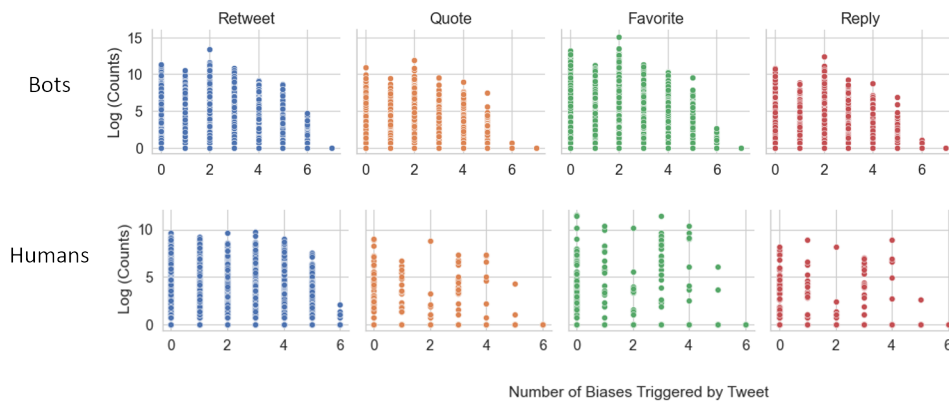 Retweet Quote Favorite Reply
Bots
Log (Counts)
15
10
5
0
0 2 4 6 0 2 4 6 0 2 4 6 0 2 4 6
Humans
Log (Counts)
10
5
0
0 2 4 6 0 2 4 6 0 2 4 6 0 2 4 6
Number of Biases Triggered by Tweet